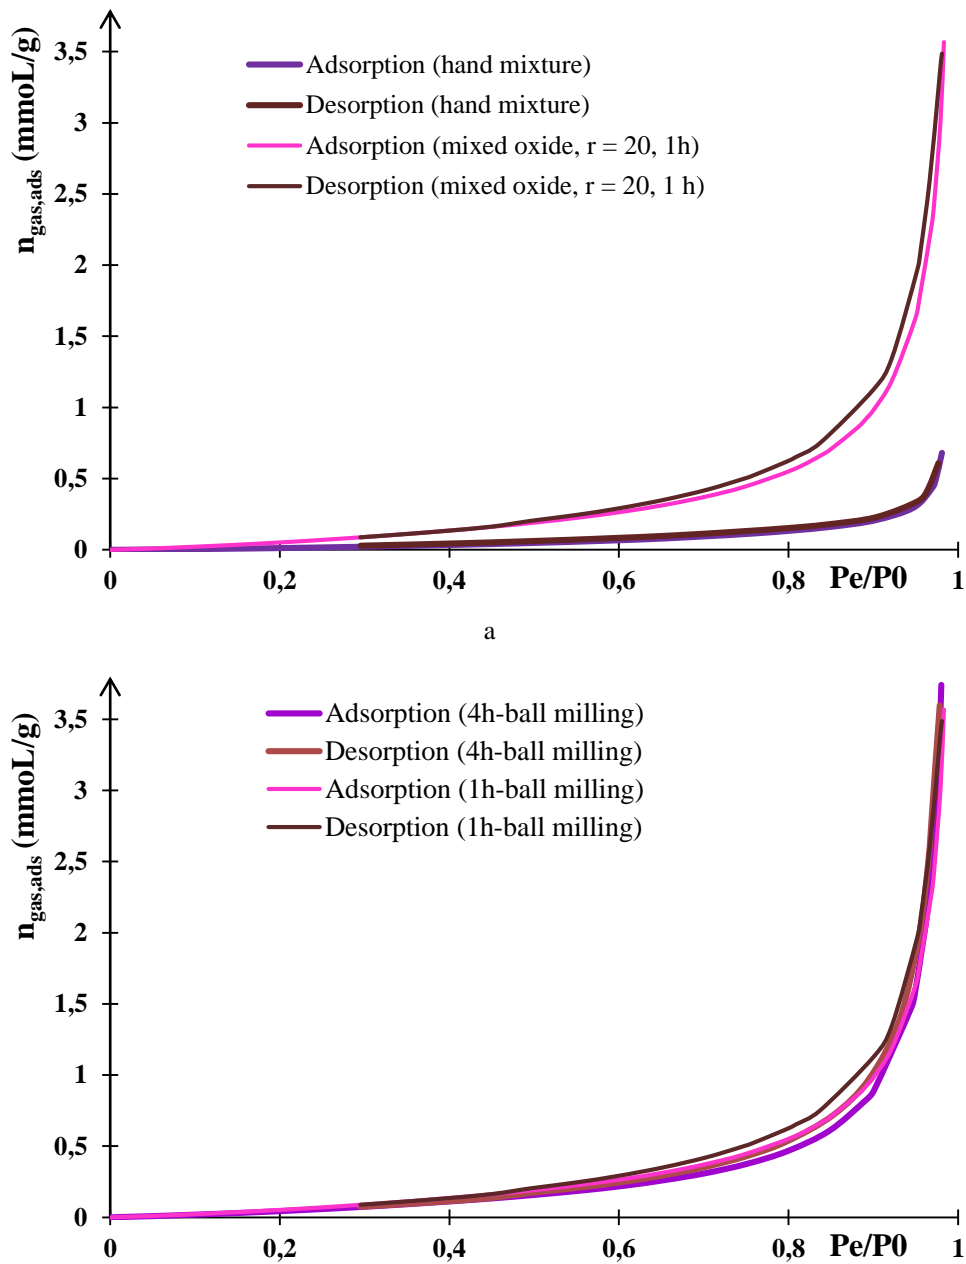 n_gas,ads (mmoL/g)
3,5
3
2,5
2
1,5
1
0,5
0
Adsorption (hand mixture)
Desorption (hand mixture)
Adsorption (mixed oxide, r = 20, 1h)
Desorption (mixed oxide, r = 20, 1 h)
0 0,2 0,4 0,6 0,8 Pe/P0 1
a
n_gas,ads (mmoL/g)
3,5
3
2,5
2
1,5
1
0,5
0
Adsorption (4h-ball milling)
Desorption (4h-ball milling)
Adsorption (1h-ball milling)
Desorption (1h-ball milling)
0 0,2 0,4 0,6 0,8 Pe/P0 1